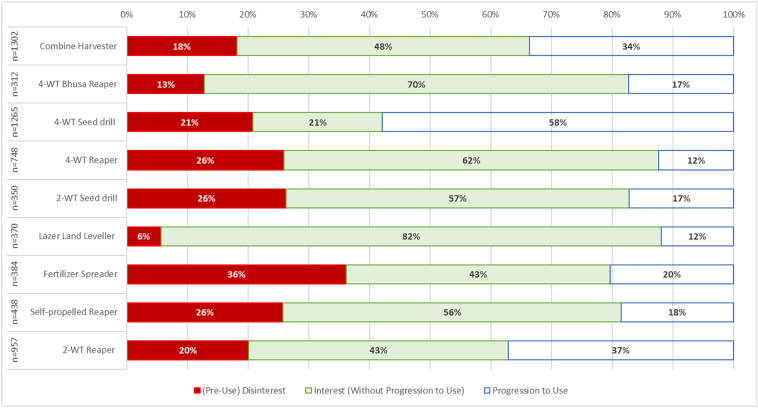 0% 10% 20% 30% 40% 50% 60% 70% 80% 90% 100%
n=1302 Combine Harvester 18% 48% 34%
n=312 4-WT Bhusa Reaper 13% 70% 17%
n=1265 4-WT Seed drill 21% 21% 58%
n=748 4-WT Reaper 26% 62% 12%
n=350 2-WT Seed drill 26% 57% 17%
n=370 Lazer Land Leveller 6% 82% 12%
n=384 Fertilizer Spreader 36% 43% 20%
n=438 Self-propelled Reaper 26% 56% 18%
n=957 2-WT Reaper 20% 43% 37%
(Pre-Use) Disinterest Interest (Without Progression to Use) Progression to Use